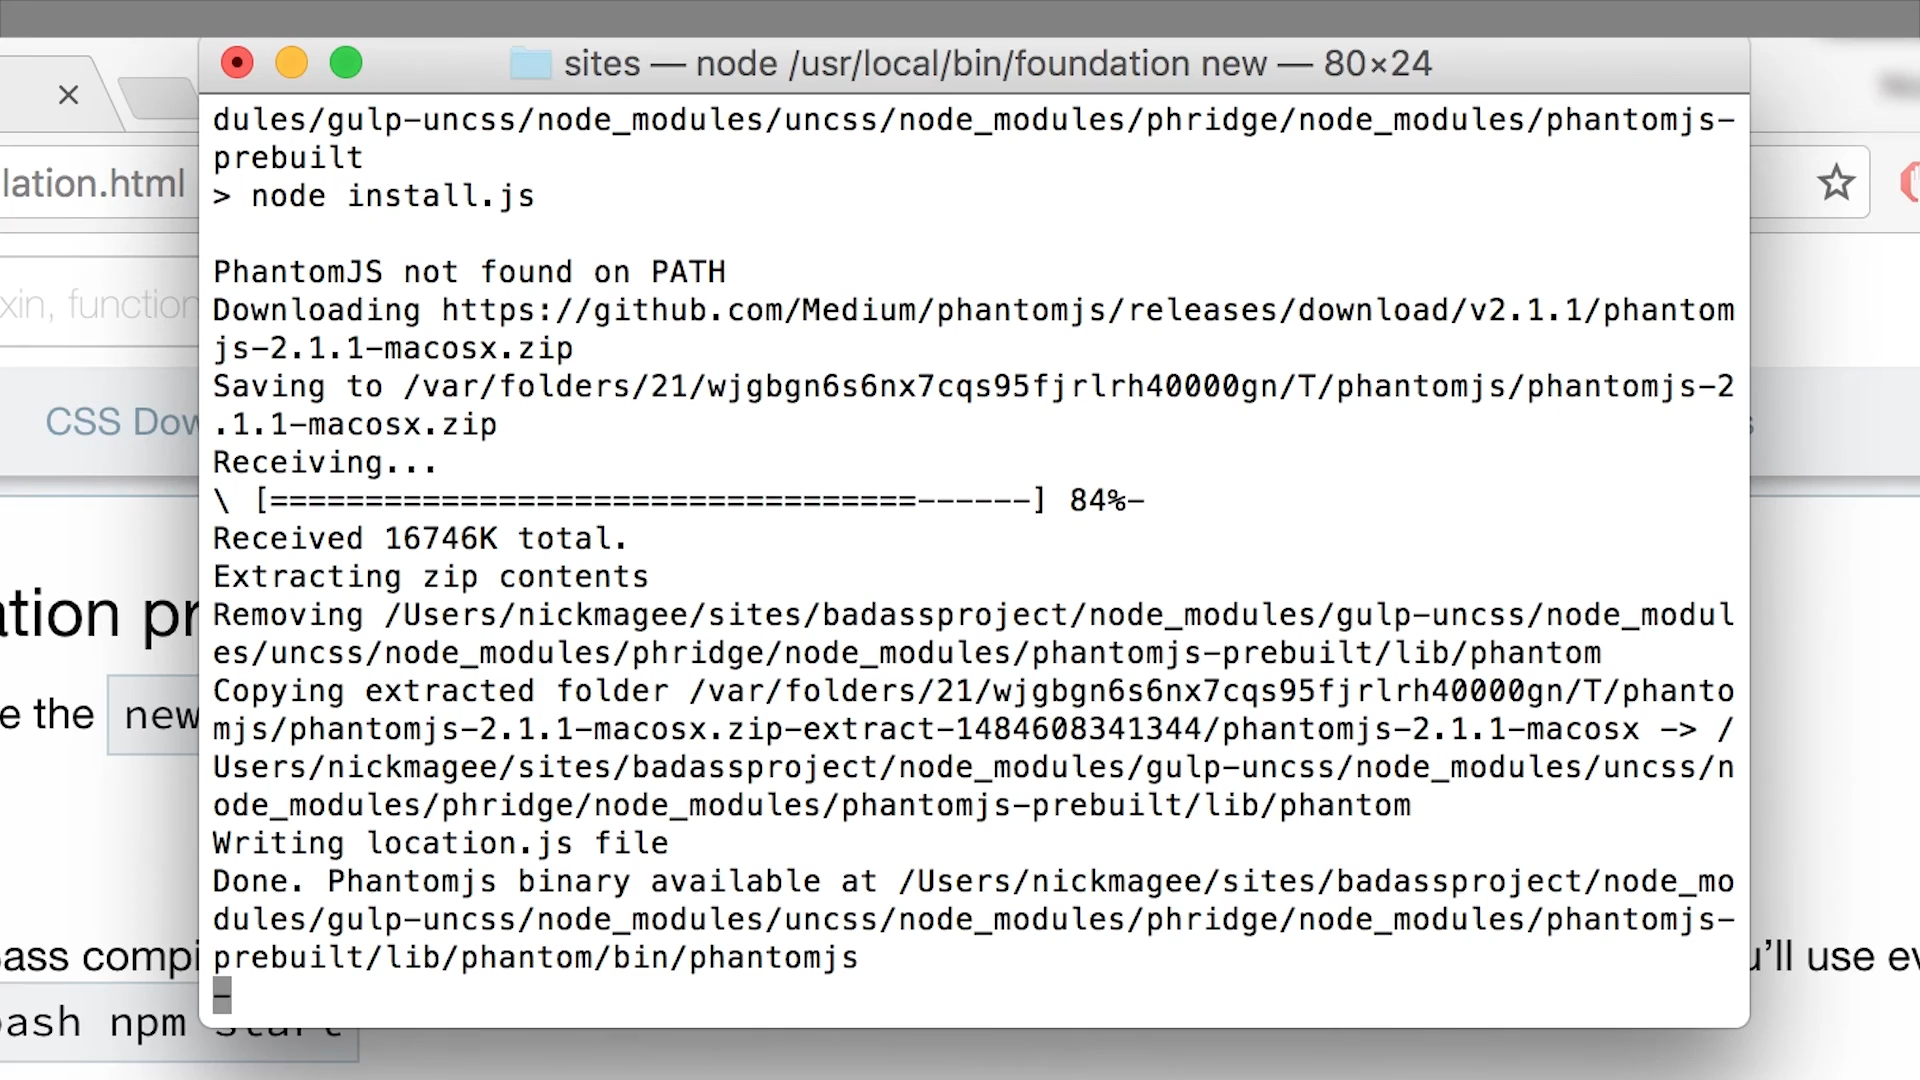 sites — node /usr/local/bin/foundation new — 80×24
lation.html
xin, function
CSS Dow
ation pr
e the new
ass compi
u’ll use ev
bash npm start
dules/gulp-uncss/node_modules/uncss/node_modules/phridge/node_modules/phantomjs-
prebuilt
> node install.js
PhantomJS not found on PATH
Downloading https://github.com/Medium/phantomjs/releases/download/v2.1.1/phantom
js-2.1.1-macosx.zip
Saving to /var/folders/21/wjgbgn6s6nx7cqs95fjrlrh40000gn/T/phantomjs/phantomjs-2
.1.1-macosx.zip
Receiving...
\ [==================================------] 84%-
Received 16746K total.
Extracting zip contents
Removing /Users/nickmagee/sites/badassproject/node_modules/gulp-uncss/node_modul
es/uncss/node_modules/phridge/node_modules/phantomjs-prebuilt/lib/phantom
Copying extracted folder /var/folders/21/wjgbgn6s6nx7cqs95fjrlrh40000gn/T/phanto
mjs/phantomjs-2.1.1-macosx.zip-extract-1484608341344/phantomjs-2.1.1-macosx -> /
Users/nickmagee/sites/badassproject/node_modules/gulp-uncss/node_modules/uncss/n
ode_modules/phridge/node_modules/phantomjs-prebuilt/lib/phantom
Writing location.js file
Done. Phantomjs binary available at /Users/nickmagee/sites/badassproject/node_mo
dules/gulp-uncss/node_modules/uncss/node_modules/phridge/node_modules/phantomjs-
prebuilt/lib/phantom/bin/phantomjs
-